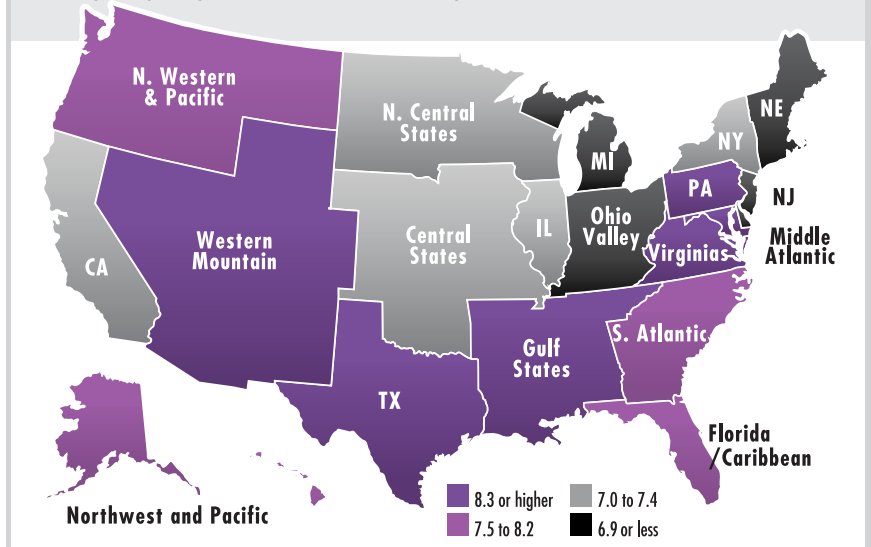 N. Western
& Pacific
N. Central
States
MI
NY
NE
PA
NJ
Middle
Atlantic
Western
Mountain
CA
Central
States
IL
Ohio
Valley
Virginias
S. Atlantic
Gulf
States
TX
Florida
/Caribbean
Northwest and Pacific
8.3 or higher
7.0 to 7.4
7.5 to 8.2
6.9 or less